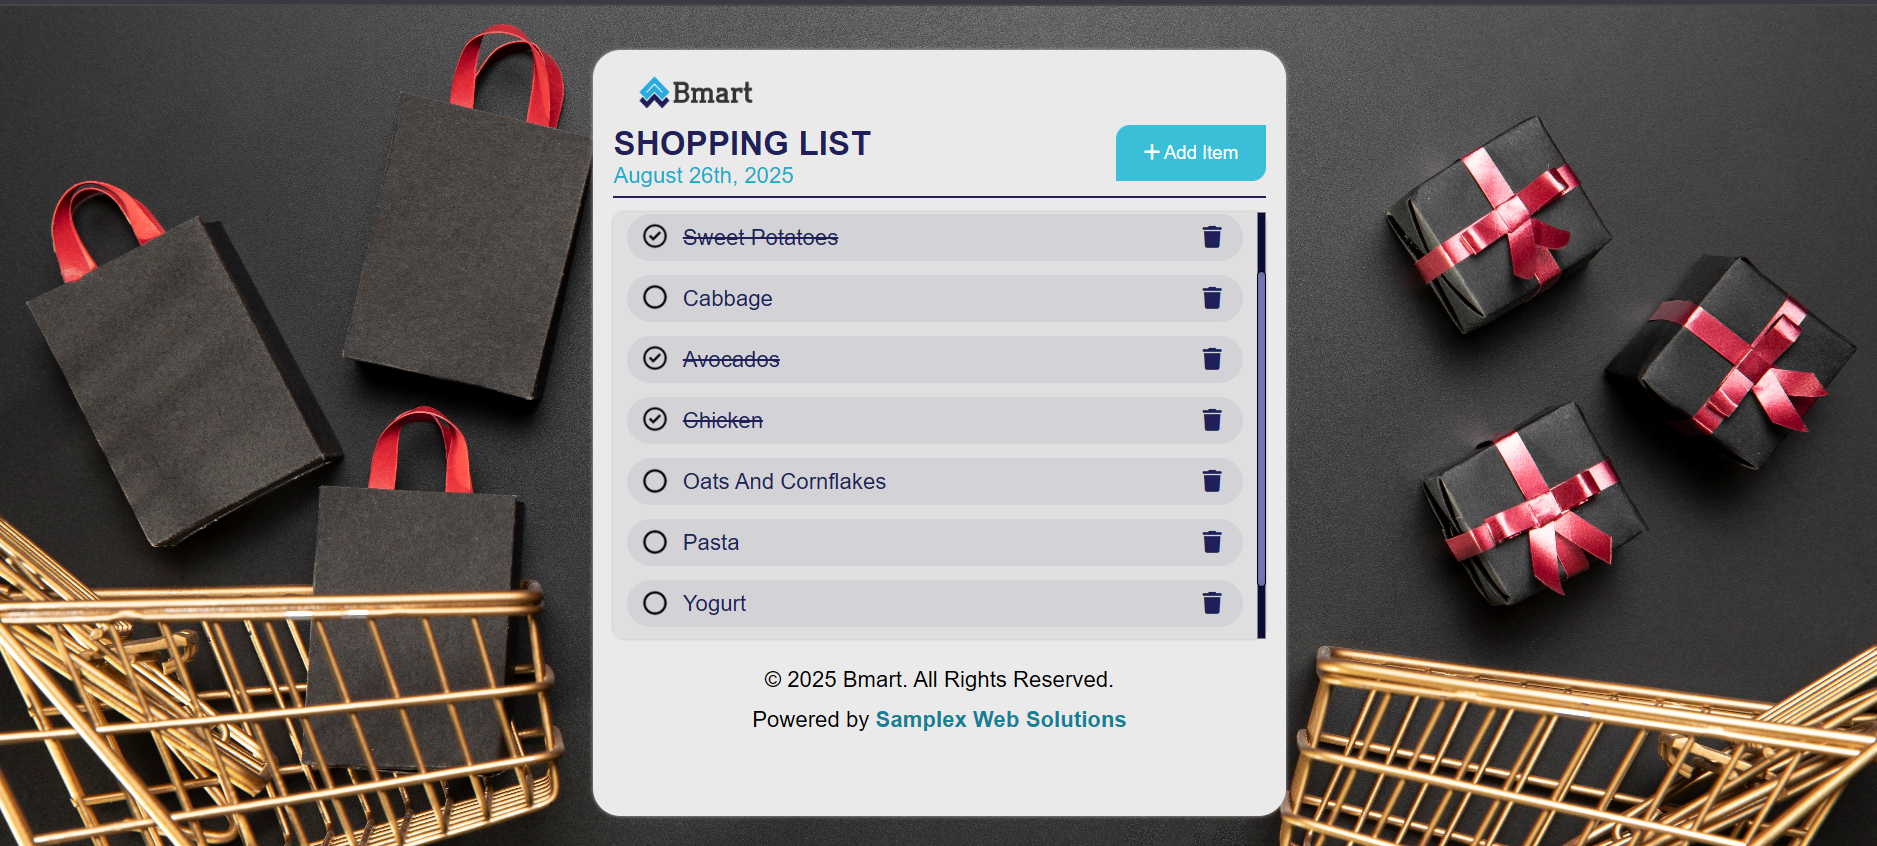 Bmart
SHOPPING LIST
August 26th, 2025
+ Add Item
Sweet Potatoes
Cabbage
Avocados
Chicken
Oats And Cornflakes
Pasta
Yogurt
© 2025 Bmart. All Rights Reserved.
Powered by Samplex Web Solutions